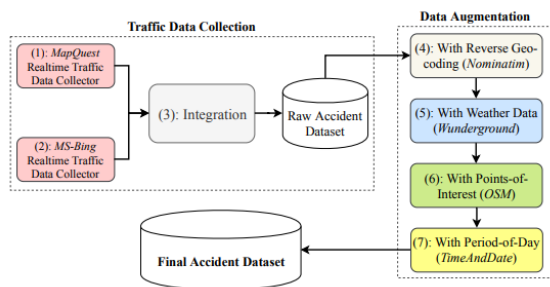 Traffic Data Collection
(1): MapQuest
Realtime Traffic
Data Collector
(2): MS-Bing
Realtime Traffic
Data Collector
(3): Integration
Raw Accident
Dataset
Data Augmentation
(4): With Reverse Geo-
coding (Nominatim)
(5): With Weather Data
(Wunderground)
(6): With Points-of-
Interest (OSM)
(7): With Period-of-Day
(TimeAndDate)
Final Accident Dataset